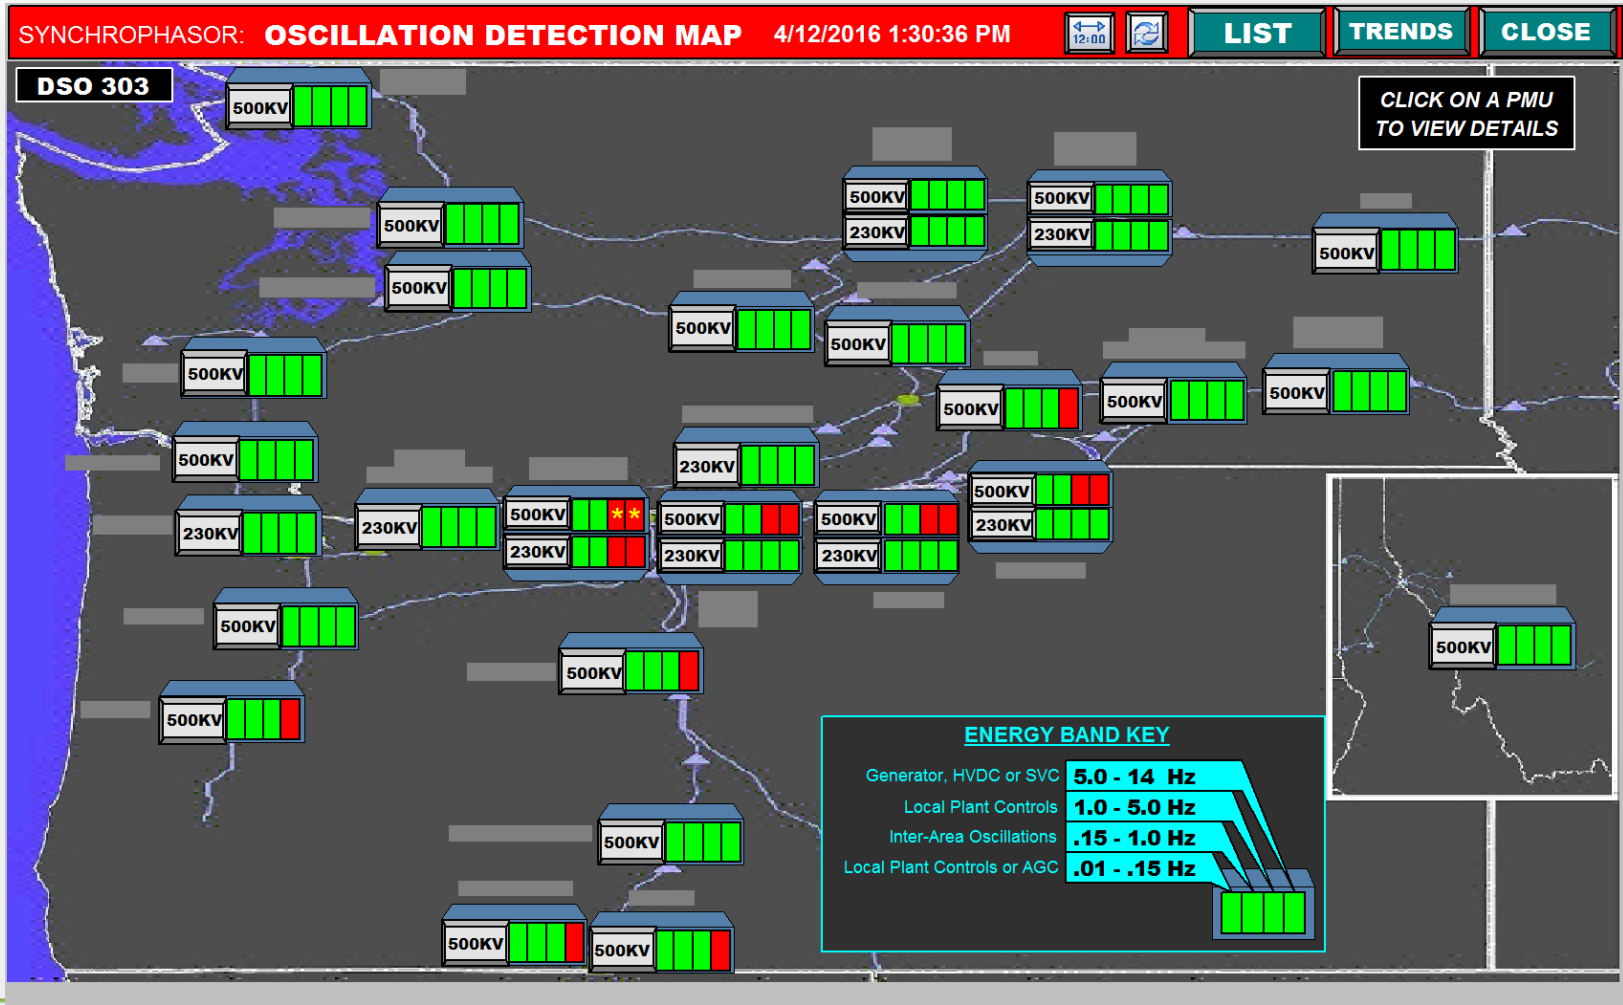 SYNCHROPHASOR: OSCILLATION DETECTION MAP 4/12/2016 1:30:36 PM
12:00
LIST
TRENDS
CLOSE
DSO 303
CLICK ON A PMU
TO VIEW DETAILS
500KV
500KV
500KV
230KV
500KV
230KV
500KV
500KV
500KV
500KV
500KV
500KV
500KV
500KV
500KV
230KV
230KV
230KV
500KV **
230KV
500KV
230KV
500KV
230KV
500KV
230KV
500KV
500KV
500KV
500KV
500KV
500KV
500KV
500KV
ENERGY BAND KEY
Generator, HVDC or SVC 5.0 - 14 Hz
Local Plant Controls 1.0 - 5.0 Hz
Inter-Area Oscillations .15 - 1.0 Hz
Local Plant Controls or AGC .01 - .15 Hz